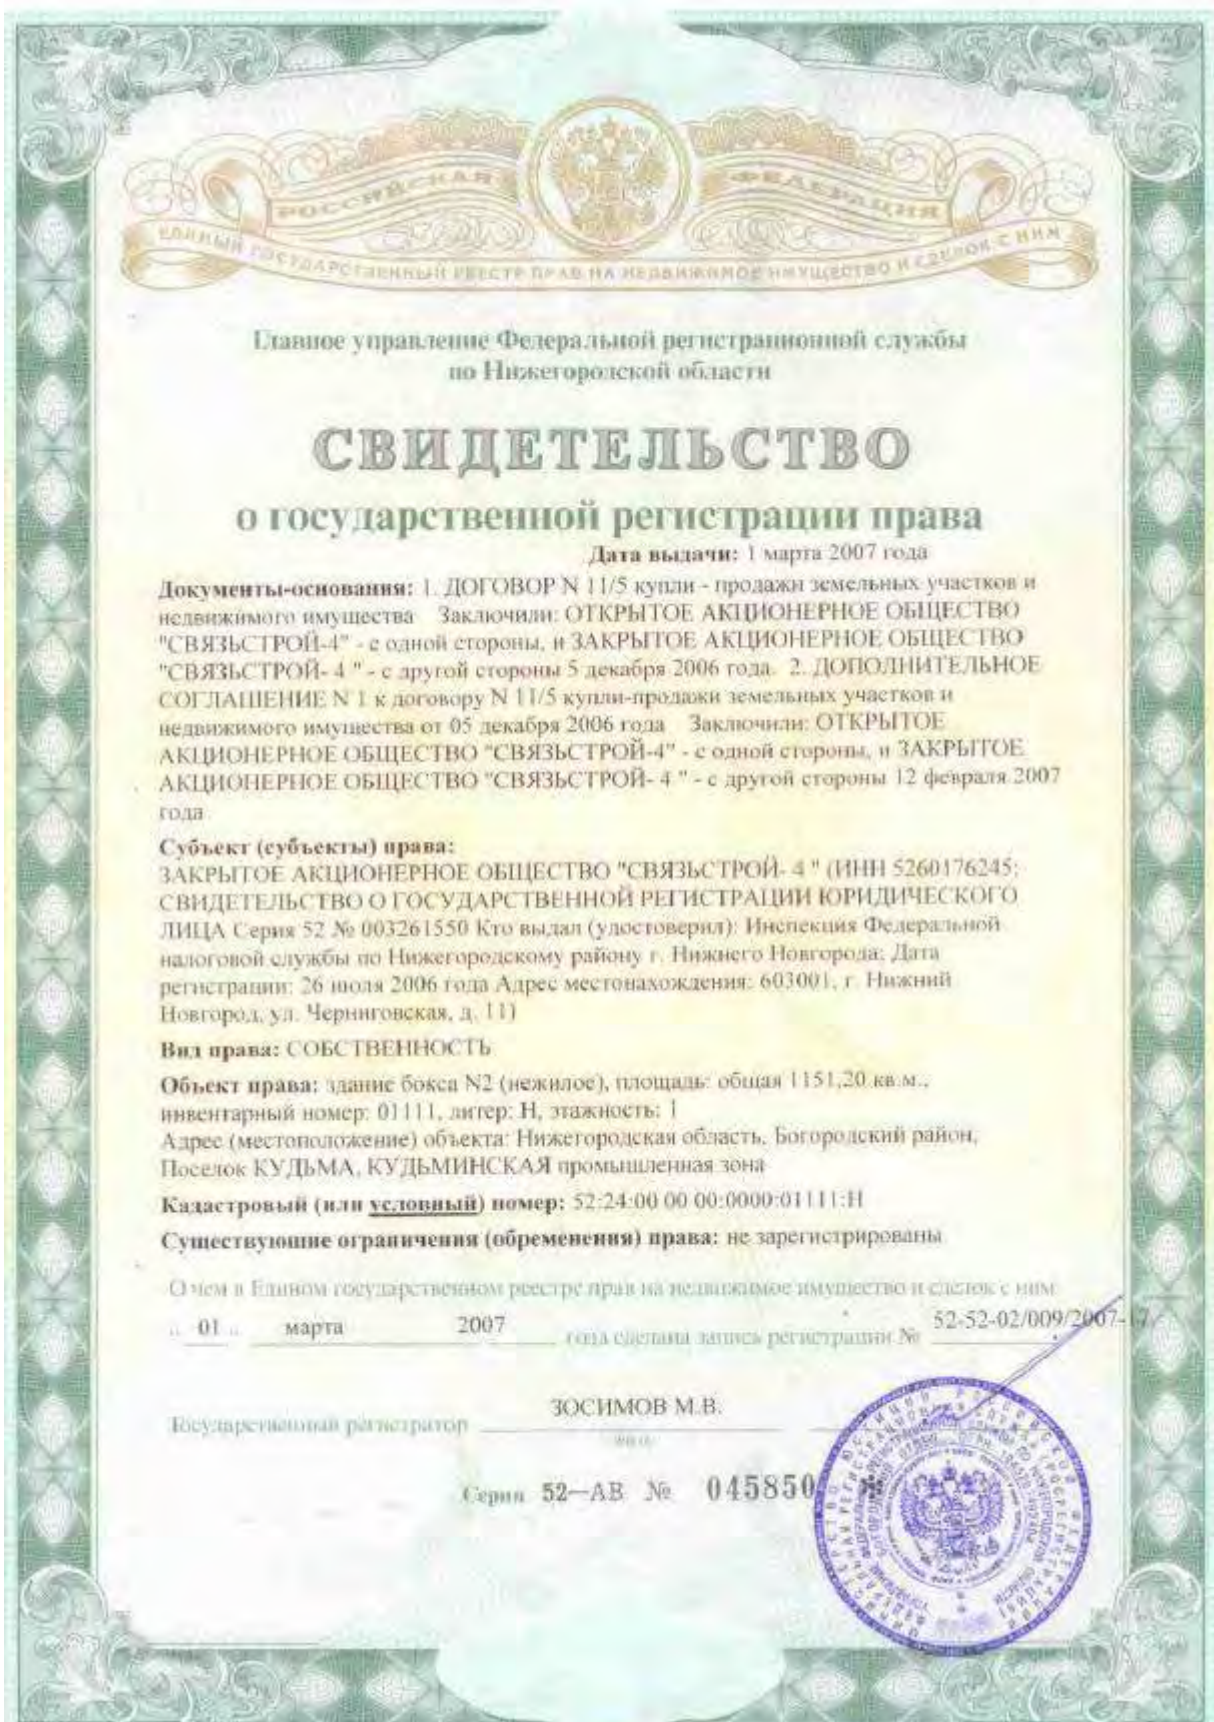 РОССИЙСКАЯ ФЕДЕРАЦИЯ
ЕДИНЫЙ ГОСУДАРСТВЕННЫЙ РЕЕСТР ПРАВ НА НЕДВИЖИМОЕ ИМУЩЕСТВО И СДЕЛОК С НИМ
Главное управление Федеральной регистрационной службы
по Нижегородской области
СВИДЕТЕЛЬСТВО
о государственной регистрации права
Дата выдачи: 1 марта 2007 года
Документы-основания: 1. ДОГОВОР N 11/5 купли - продажи земельных участков и
недвижимого имущества Заключили: ОТКРЫТОЕ АКЦИОНЕРНОЕ ОБЩЕСТВО
"СВЯЗЬСТРОЙ-4" - с одной стороны, и ЗАКРЫТОЕ АКЦИОНЕРНОЕ ОБЩЕСТВО
"СВЯЗЬСТРОЙ- 4 " - с другой стороны 5 декабря 2006 года. 2. ДОПОЛНИТЕЛЬНОЕ
СОГЛАШЕНИЕ N 1 к договору N 11/5 купли-продажи земельных участков и
недвижимого имущества от 05 декабря 2006 года Заключили: ОТКРЫТОЕ
АКЦИОНЕРНОЕ ОБЩЕСТВО "СВЯЗЬСТРОЙ-4" - с одной стороны, и ЗАКРЫТОЕ
АКЦИОНЕРНОЕ ОБЩЕСТВО "СВЯЗЬСТРОЙ- 4 " - с другой стороны 12 февраля 2007
года
Субъект (субъекты) права:
ЗАКРЫТОЕ АКЦИОНЕРНОЕ ОБЩЕСТВО "СВЯЗЬСТРОЙ- 4 " (ИНН 5260176245;
СВИДЕТЕЛЬСТВО О ГОСУДАРСТВЕННОЙ РЕГИСТРАЦИИ ЮРИДИЧЕСКОГО
ЛИЦА Серия 52 № 003261550 Кто выдал (удостоверил): Инспекция Федеральной
налоговой службы по Нижегородскому району г. Нижнего Новгорода; Дата
регистрации: 26 июля 2006 года Адрес местонахождения: 603001, г. Нижний
Новгород, ул. Черниговская, д. 11)
Вид права: СОБСТВЕННОСТЬ
Объект права: здание бокса N2 (нежилое), площадь: общая 1151,20 кв.м.,
инвентарный номер: 01111, литер: Н, этажность: 1
Адрес (местоположение) объекта: Нижегородская область, Богородский район,
Поселок КУДЬМА, КУДЬМИНСКАЯ промышленная зона
Кадастровый (или условный) номер: 52:24:00 00 00:0000:01111:Н
Существующие ограничения (обременения) права: не зарегистрированы
О чем в Едином государственном реестре прав на недвижимое имущество и сделок с ним
" 01 " марта 2007 года сделана запись регистрации № 52-52-02/009/2007-17
Государственный регистратор ЗОСИМОВ М.В.
Серия 52-АВ № 045850